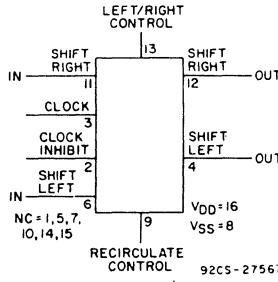 LEFT/RIGHT
CONTROL
13
SHIFT
RIGHT
IN
11
SHIFT
RIGHT
12
OUT
CLOCK
3
CLOCK
INHIBIT
2
SHIFT
LEFT
4
OUT
SHIFT
LEFT
IN
6
NC = 1,5,7,
10,14,15
9
VDD=16
VSS=8
RECIRCULATE
CONTROL